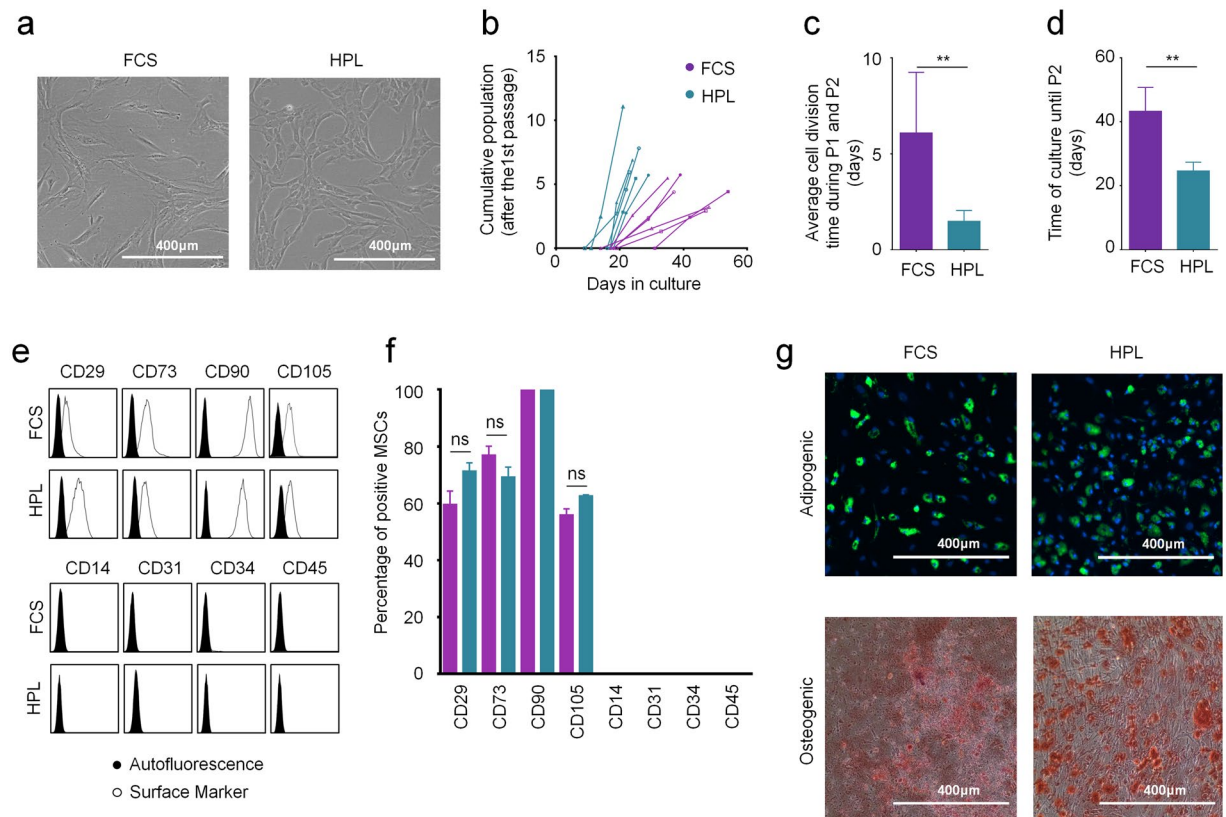 a
FCS
HPL
400µm
400µm
b
Cumulative population
(after the1st passage)
15
10
5
0
0
20
40
60
Days in culture
FCS
HPL
c
Average cell division
time during P1 and P2
(days)
10
5
0
**
FCS
HPL
d
Time of culture until P2
(days)
60
40
20
0
**
FCS
HPL
e
CD29
CD73
CD90
CD105
FCS
HPL
CD14
CD31
CD34
CD45
FCS
HPL
Autofluorescence
Surface Marker
f
Percentage of positive MSCs
100
80
60
40
20
0
ns
ns
ns
CD29
CD73
CD90
CD105
CD14
CD31
CD34
CD45
g
FCS
HPL
Adipogenic
400µm
400µm
Osteogenic
400µm
400µm